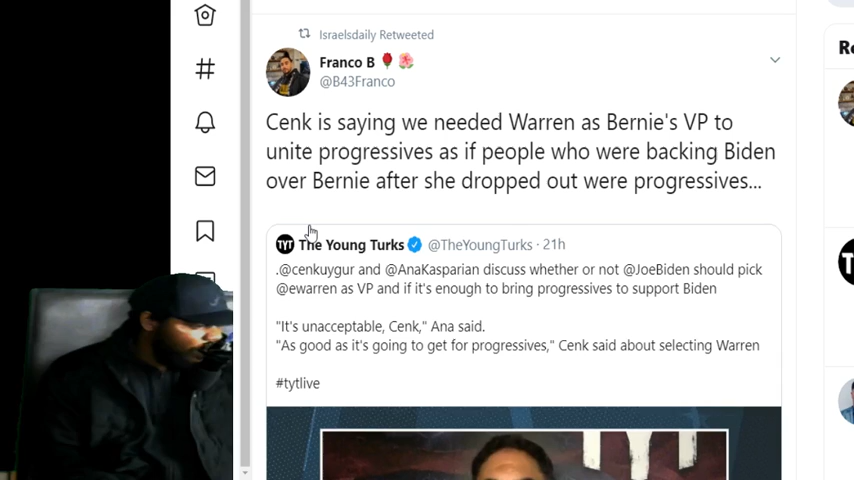 Israelsdaily Retweeted
Franco B
@B43Franco
Cenk is saying we needed Warren as Bernie's VP to
unite progressives as if people who were backing Biden
over Bernie after she dropped out were progressives...
TYT The Young Turks @TheYoungTurks · 21h
.@cenkuygur and @AnaKasparian discuss whether or not @JoeBiden should pick
@ewarren as VP and if it's enough to bring progressives to support Biden
"It's unacceptable, Cenk," Ana said.
"As good as it's going to get for progressives," Cenk said about selecting Warren
#tytlive
TYT
Re